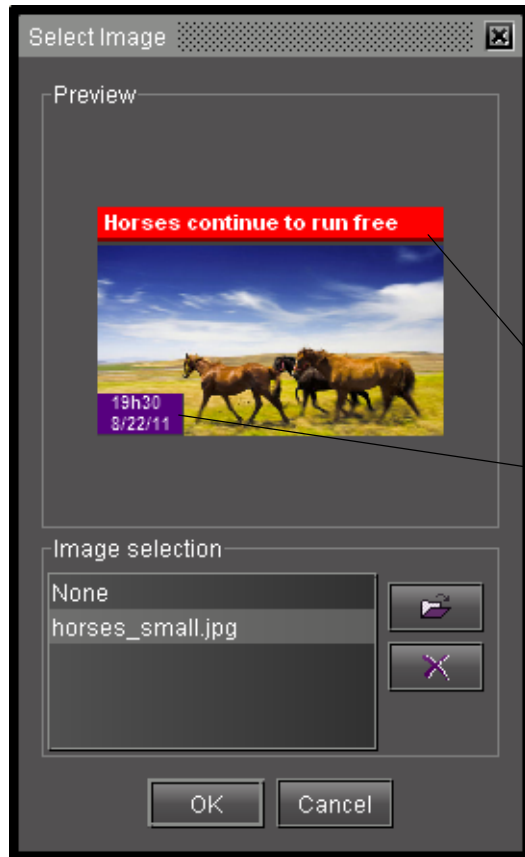 Select Image
Preview
Horses continue to run free
19h30
8/22/11
Image selection
None
horses_small.jpg
OK
Cancel